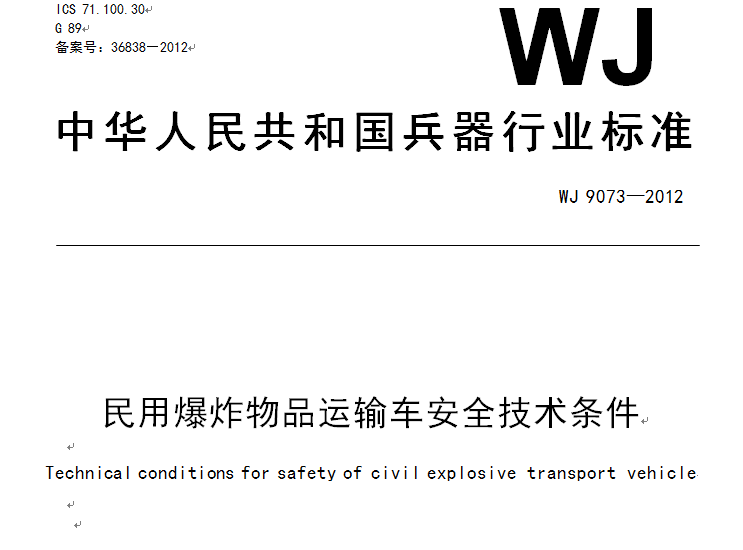 ICS 71.100.30
G 89
备案号：36838—2012
WJ
中华人民共和国兵器行业标准
WJ 9073—2012
民用爆炸物品运输车安全技术条件
Technical conditions for safety of civil explosive transport vehicle